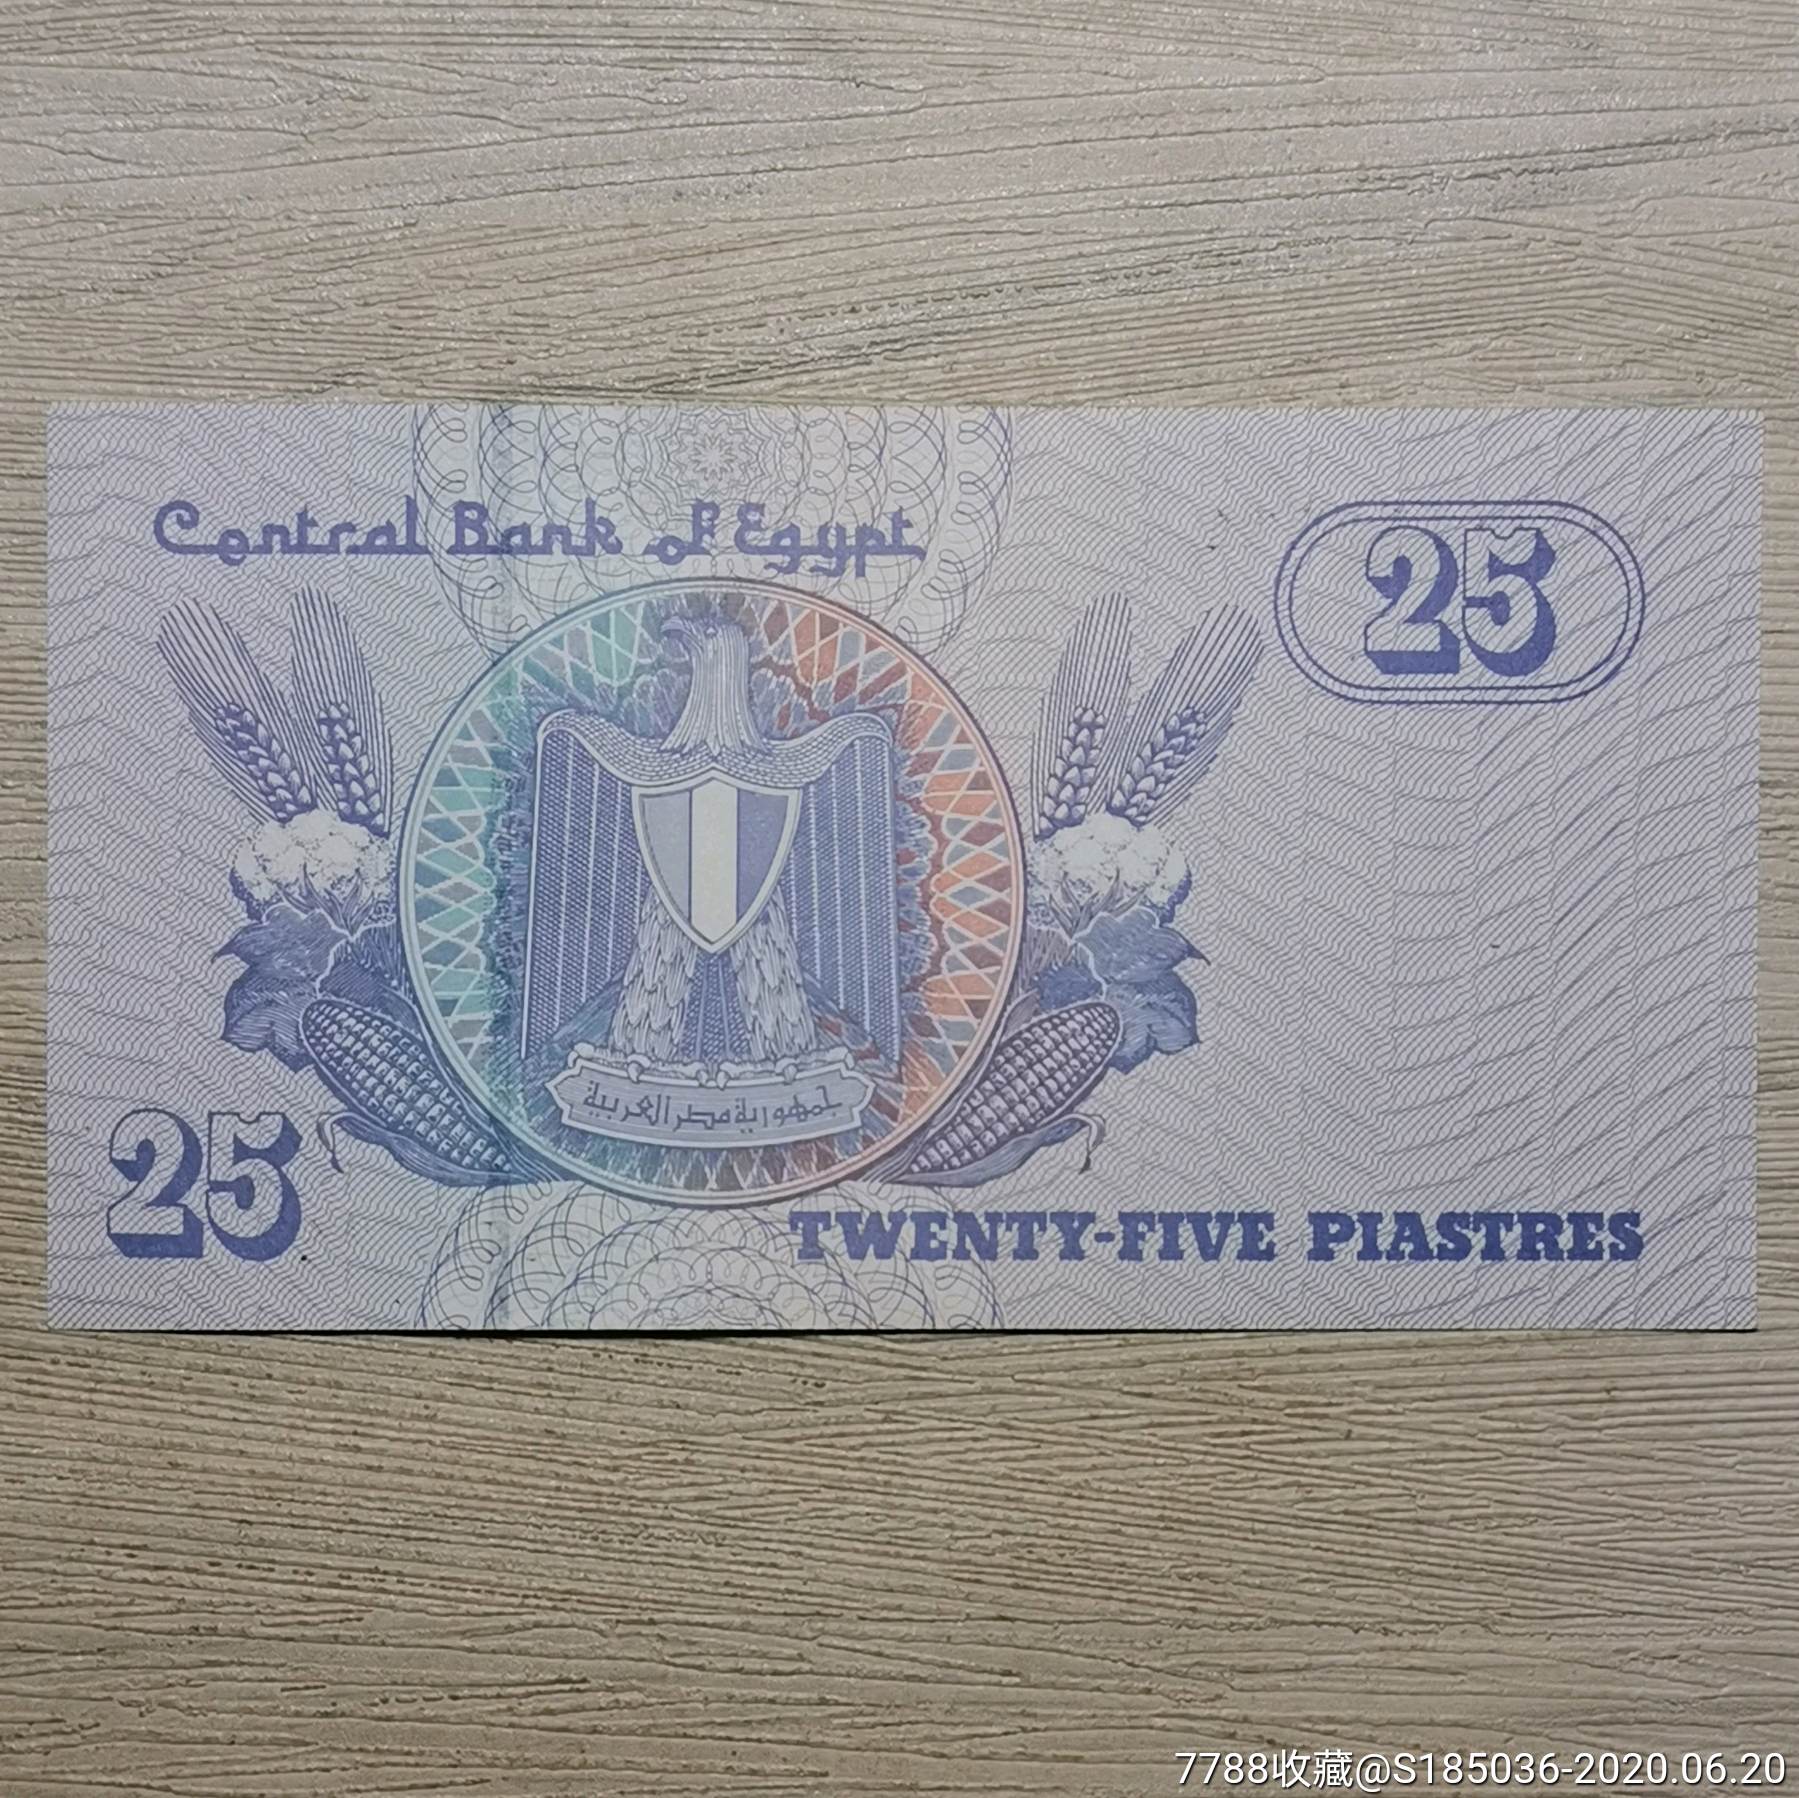 Central Bank of Egypt
25
جمهورية مصر العربية
25
TWENTY-FIVE PIASTRES
7788收藏@S185036-2020.06.20